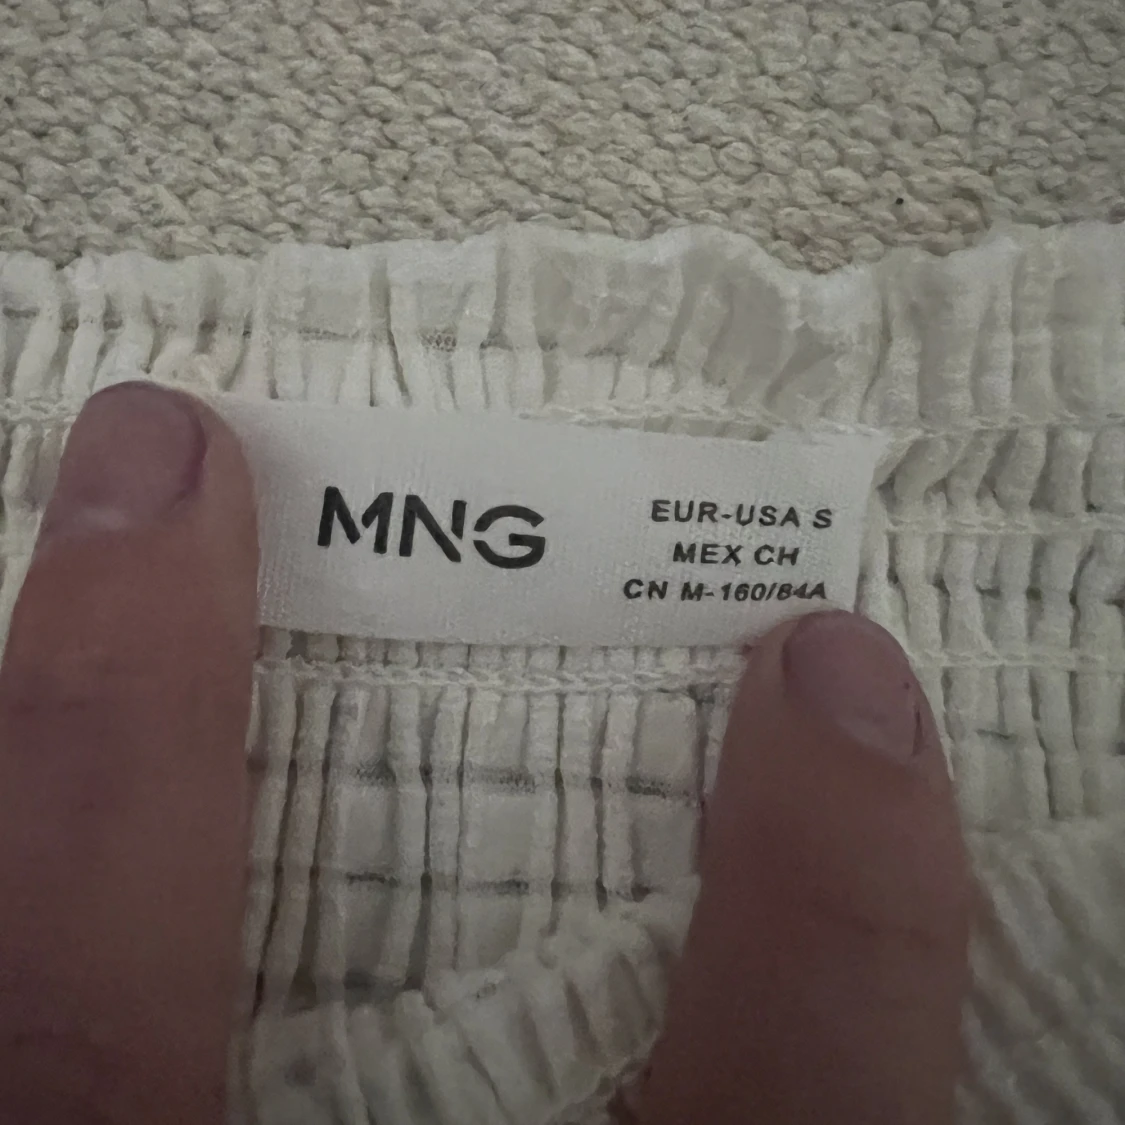 MNG
EUR-USA S
MEX CH
CN M-160/84A